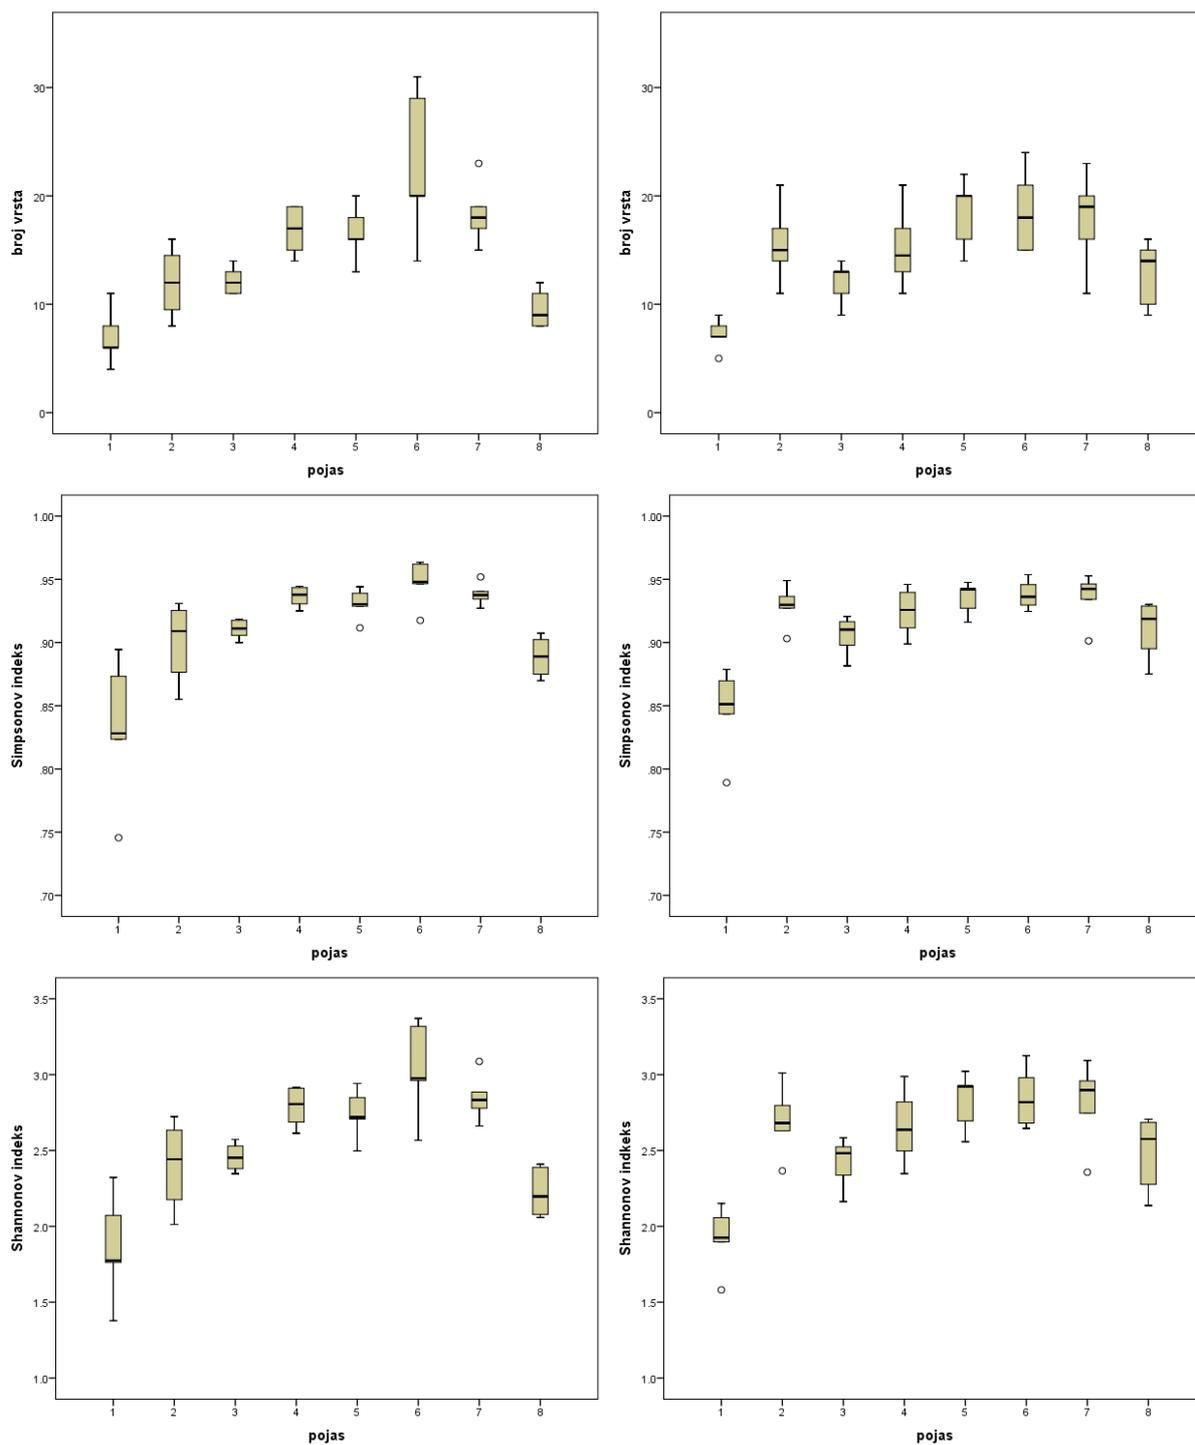 30
20
10
0
broj vrsta
1 2 3 4 5 6 7 8
pojas
30
20
10
0
broj vrsta
1 2 3 4 5 6 7 8
pojas
1.00
.95
.90
.85
.80
.75
.70
Simpsonov indeks
1 2 3 4 5 6 7 8
pojas
1.00
.95
.90
.85
.80
.75
.70
Simpsonov indeks
1 2 3 4 5 6 7 8
pojas
3.5
3.0
2.5
2.0
1.5
1.0
Shannonov indeks
1 2 3 4 5 6 7 8
pojas
3.5
3.0
2.5
2.0
1.5
1.0
Shannonov indkeks
1 2 3 4 5 6 7 8
pojas